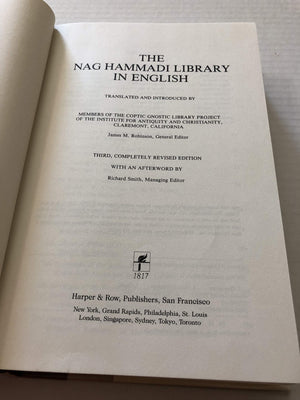 THE
NAG HAMMADI LIBRARY
IN ENGLISH
TRANSLATED AND INTRODUCED BY
MEMBERS OF THE COPTIC GNOSTIC LIBRARY PROJECT
OF THE INSTITUTE FOR ANTIQUITY AND CHRISTIANITY,
CLAREMONT, CALIFORNIA
James M. Robinson, General Editor
THIRD, COMPLETELY REVISED EDITION
WITH AN AFTERWORD BY
Richard Smith, Managing Editor
1817
Harper & Row, Publishers, San Francisco
New York, Grand Rapids, Philadelphia, St. Louis
London, Singapore, Sydney, Tokyo, Toronto